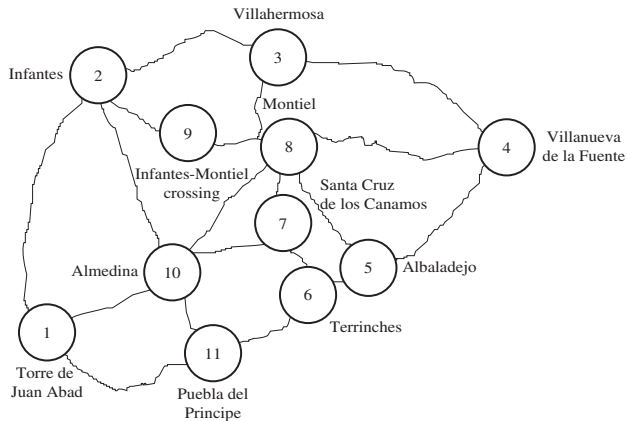 Villahermosa
3
Infantes
2
Montiel
9
8
4
Villanueva
de la Fuente
Infantes-Montiel
crossing
Santa Cruz
de los Canamos
7
Almedina
10
5
Albaladejo
6
Terrinches
1
11
Torre de
Juan Abad
Puebla del
Principe